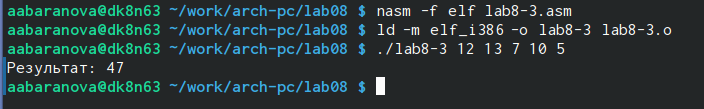 aabaranova@dk8n63 ~/work/arch-pc/lab08 $ nasm -f elf lab8-3.asm
aabaranova@dk8n63 ~/work/arch-pc/lab08 $ ld -m elf_i386 -o lab8-3 lab8-3.o
aabaranova@dk8n63 ~/work/arch-pc/lab08 $ ./lab8-3 12 13 7 10 5
Результат: 47
aabaranova@dk8n63 ~/work/arch-pc/lab08 $